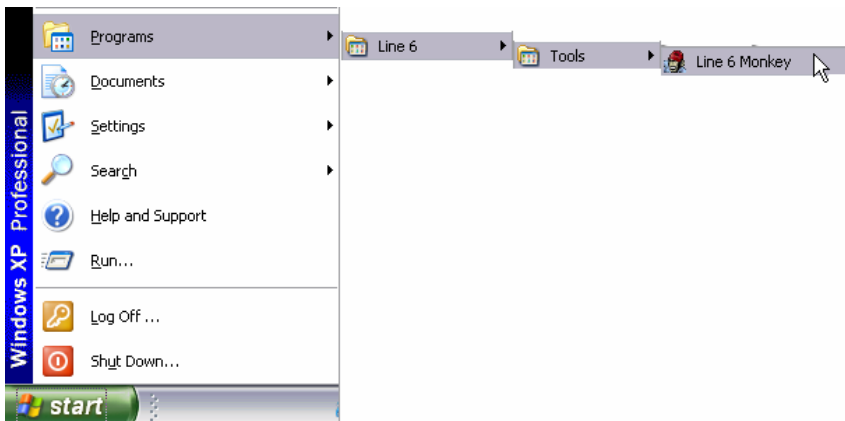 Programs
Line 6
Tools
Line 6 Monkey
Documents
Settings
Search
Help and Support
Run...
Log Off ...
Shut Down...
Windows XP Professional
start